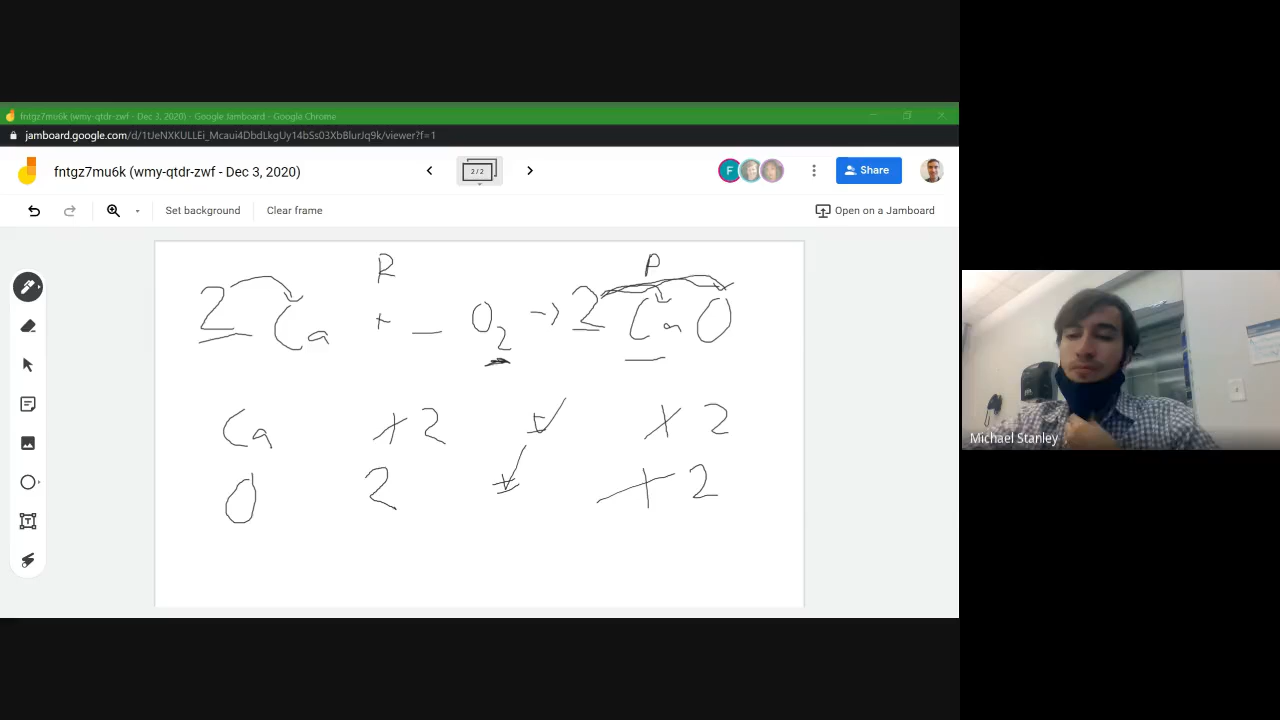 fntgz7mu6k (wmy-qtdr-zwf - Dec 3, 2020) - Google Jamboard - Google Chrome
jamboard.google.com/d/1tJeNXKULLEi_Mcaui4DbdLkgUy14bSs03XbBlurJq9k/viewer?f=1
fntgz7mu6k (wmy-qtdr-zwf - Dec 3, 2020)
2/2
F
Share
Set background
Clear frame
Open on a Jamboard
R P
2 Ca + _ O2 → 2 CaO
Ca 2 2
O 2 2
Michael Stanley